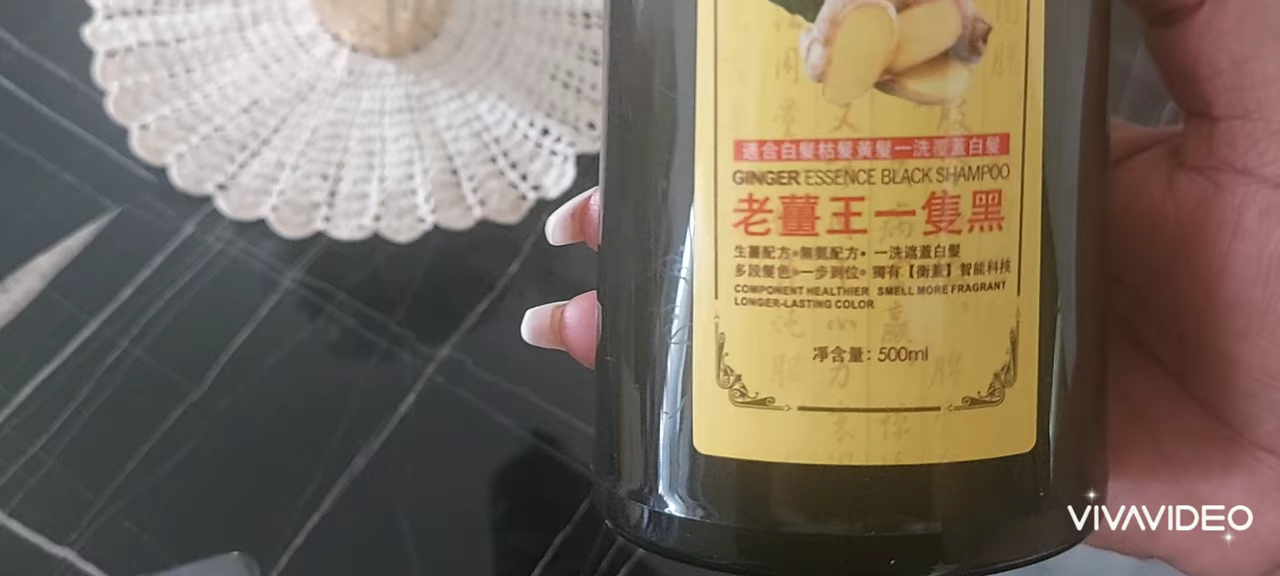 適合白髮枯髮黃髮一洗覆蓋白髮
GINGER ESSENCE BLACK SHAMPOO
老薑王一隻黑
生薑配方•無氨配方• 一洗遮蓋白髮
多段髮色•一步到位• 獨有【衡薰】智能科技
COMPONENT HEALTHIER SMELL MORE FRAGRANT
LONGER-LASTING COLOR
凈含量: 500ml
VIVAVIDEO